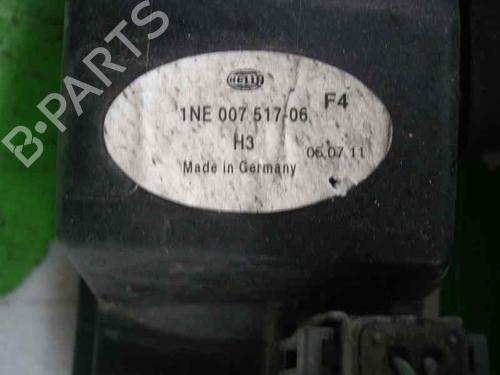 B-PARTS
HELLA
1NE 007 517-06
F4
H3
06.07.11
Made in Germany